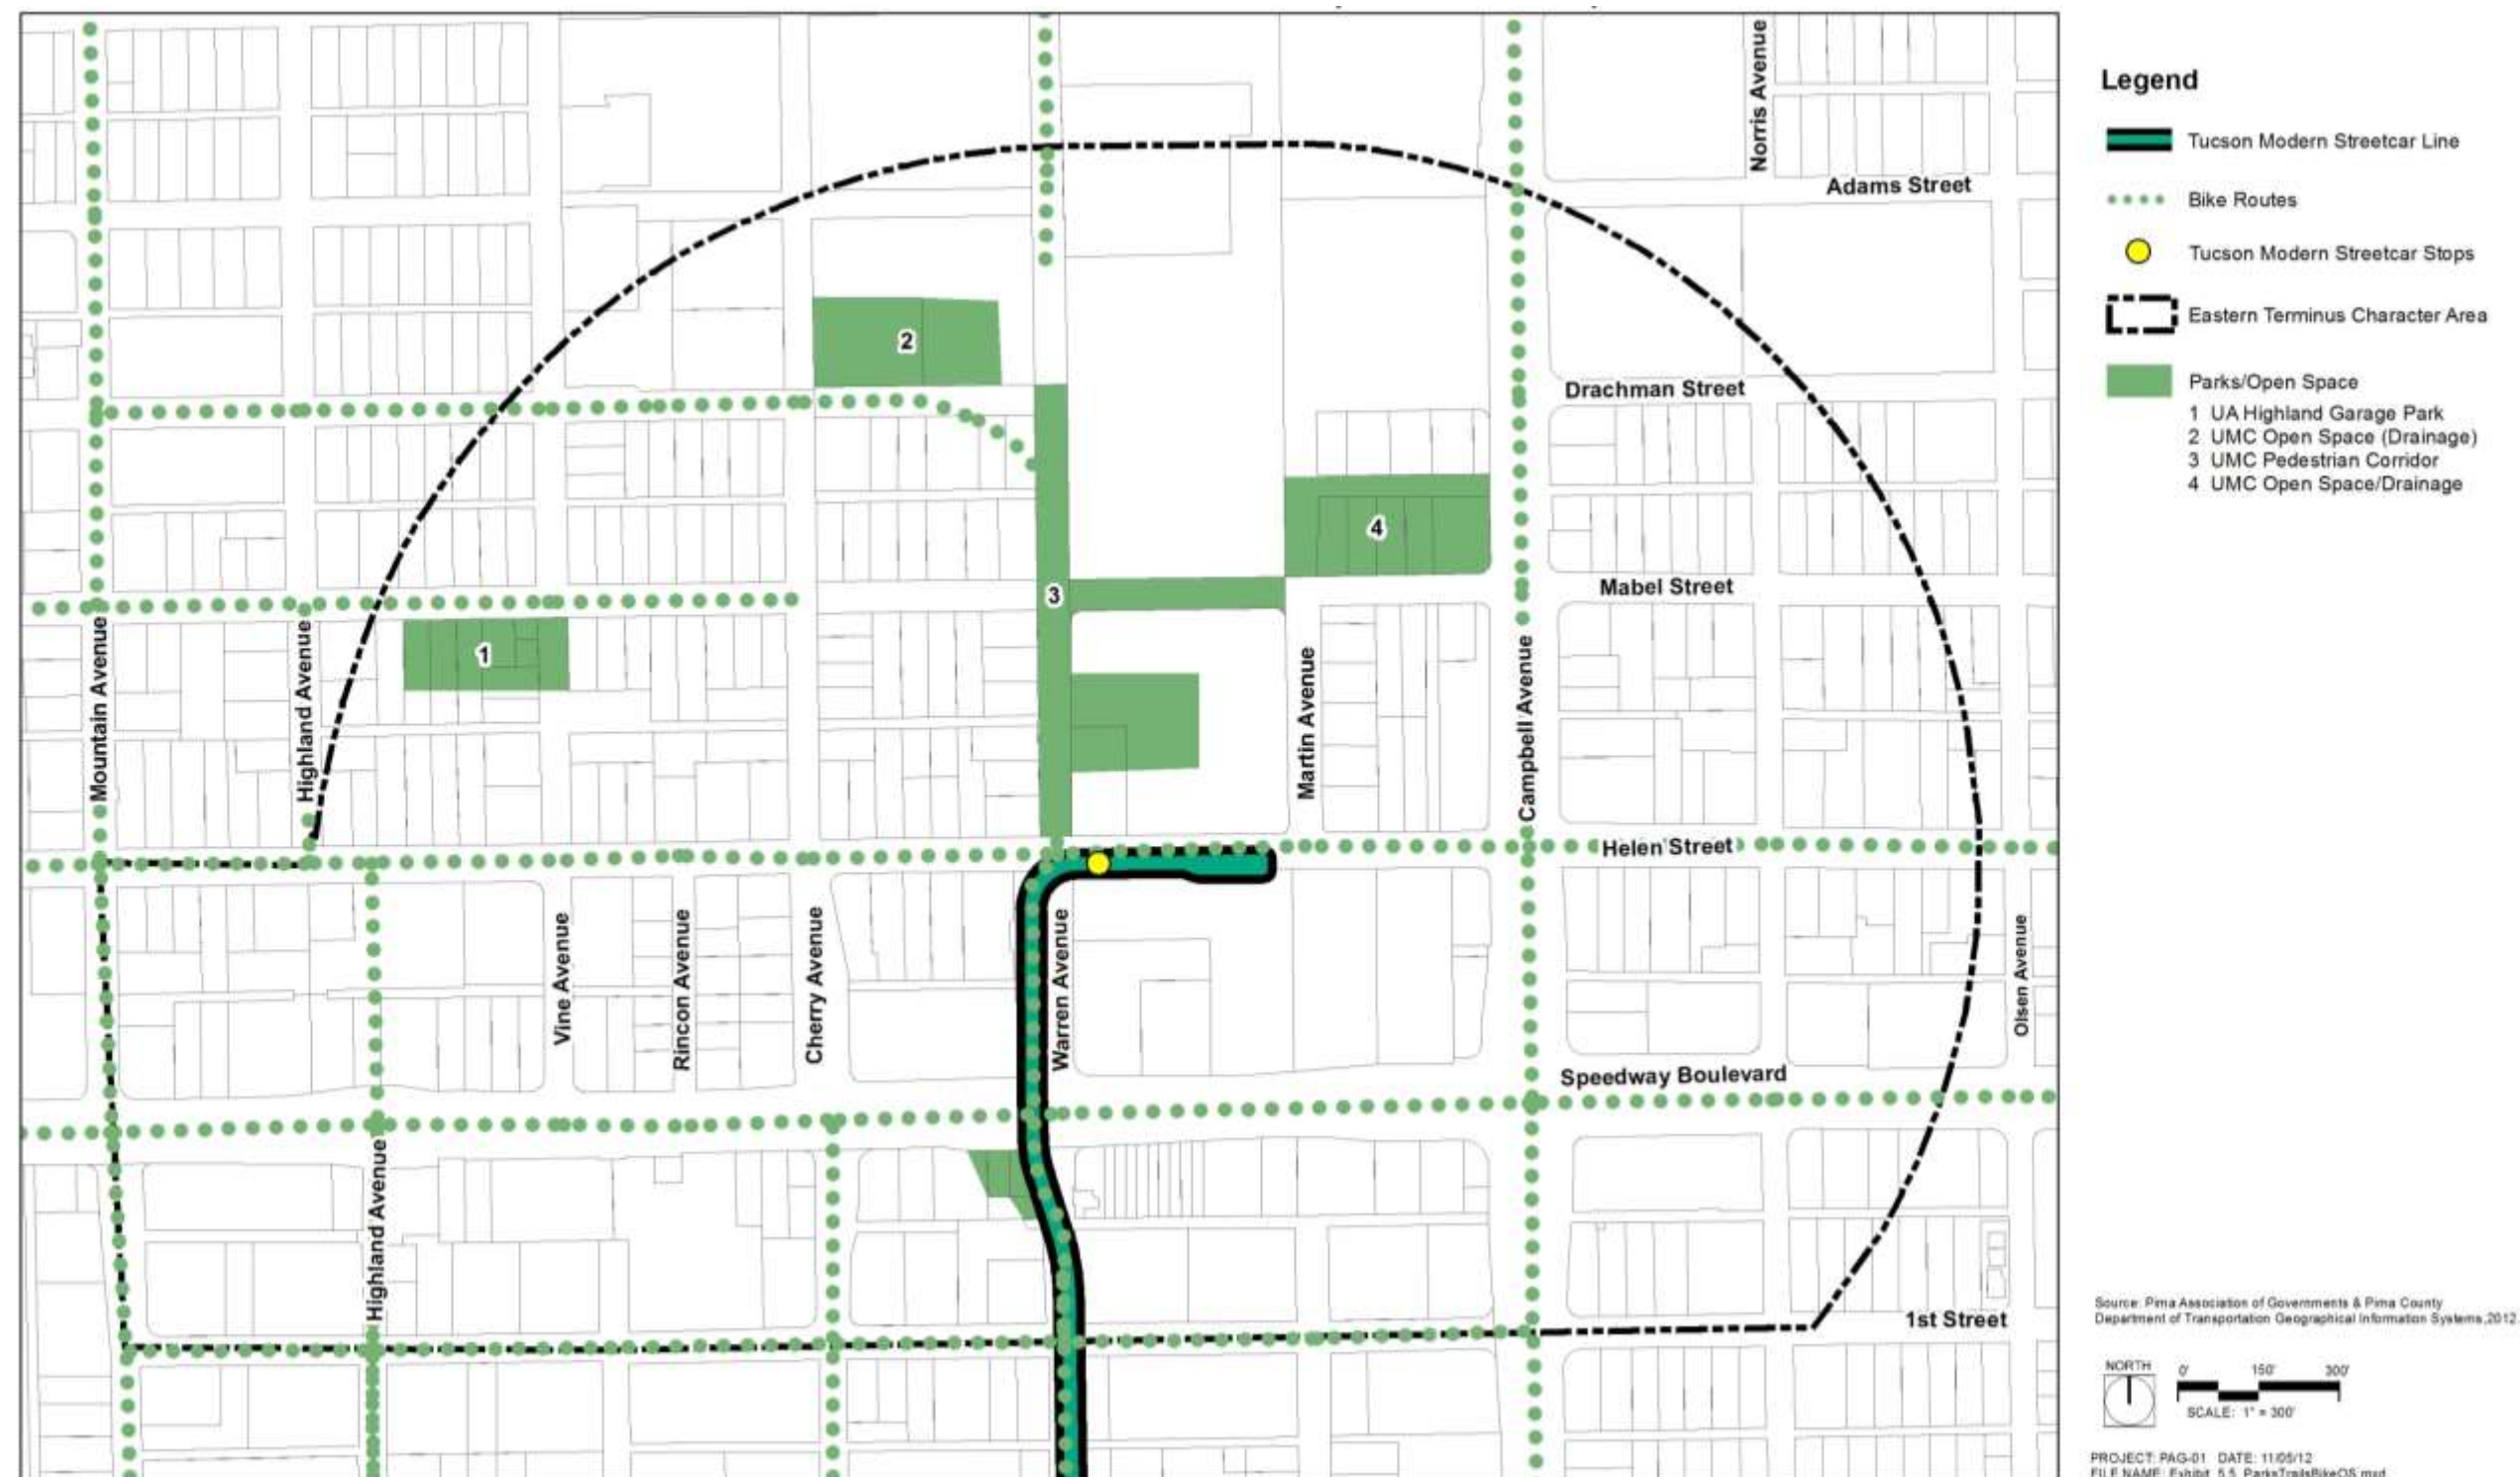 Norris Avenue
Adams Street
2
Drachman Street
4
Mabel Street
3
1
Mountain Avenue
Highland Avenue
Martin Avenue
Campbell Avenue
Helen Street
Vine Avenue
Rincon Avenue
Cherry Avenue
Warren Avenue
Olsen Avenue
Speedway Boulevard
Highland Avenue
1st Street
Legend
Tucson Modern Streetcar Line
Bike Routes
Tucson Modern Streetcar Stops
Eastern Terminus Character Area
Parks/Open Space
1 UA Highland Garage Park
2 UMC Open Space (Drainage)
3 UMC Pedestrian Corridor
4 UMC Open Space/Drainage
Source: Pima Association of Governments & Pima County
Department of Transportation Geographical Information Systems,2012.
NORTH
0' 150' 300'
SCALE: 1" = 300'
PROJECT: PAG-01 DATE: 11/05/12
FILE NAME: Exhibit_5.5_ParksTrailsBikeOS.mxd